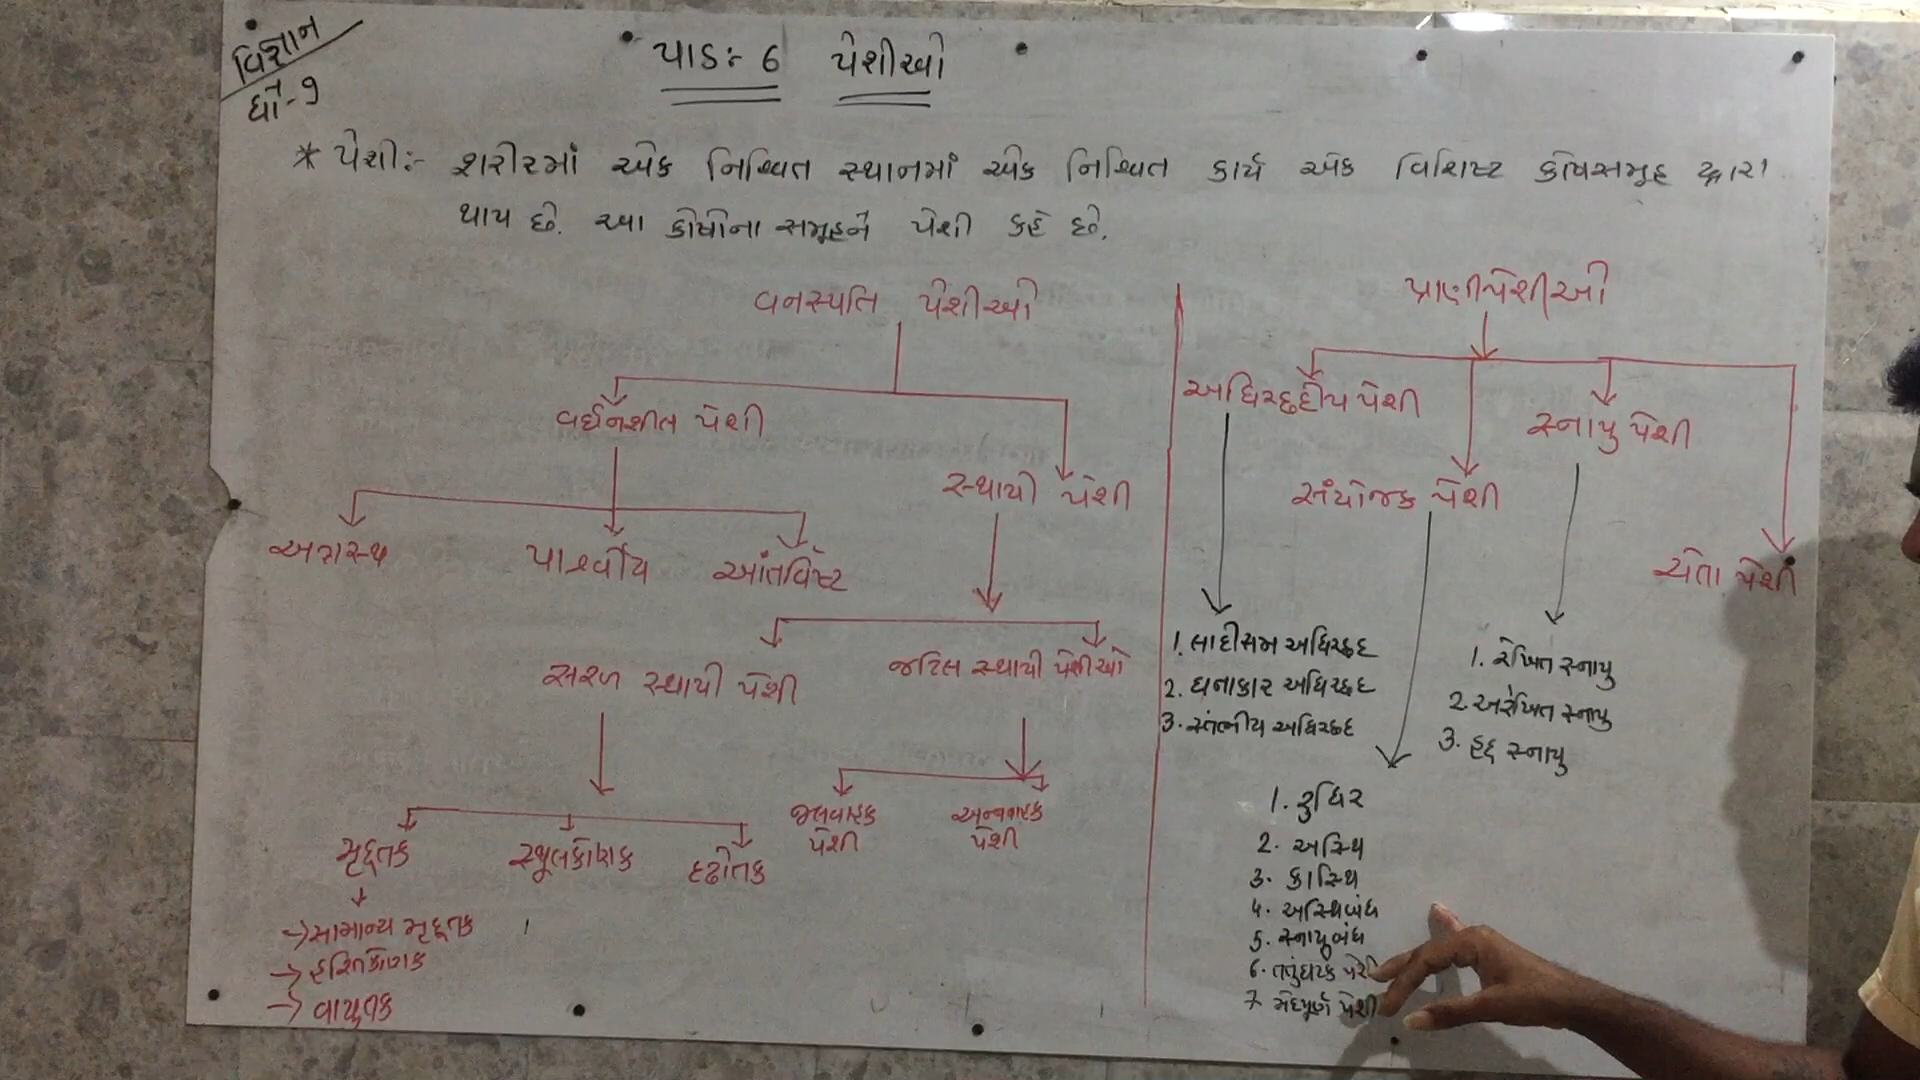 વિજ્ઞાન
ધો-9
પાઠ:- 6 પેશીઓ
* પેશી:- શરીરમાં એક નિશ્ચિત સ્થાનમાં એક નિશ્ચિત કાર્ય એક વિશિષ્ટ કોષસમૂહ દ્વારા
થાય છે. આ કોષોના સમૂહને પેશી કહે છે.
વનસ્પતિ પેશીઓ
વર્ધનશીલ પેશી
સ્થાયી પેશી
અગ્રસ્થ
પાર્શ્વીય
આંતર્વિષ્ટ
સરળ સ્થાયી પેશી
જટિલ સ્થાયી પેશીઓ
મૃદુતક
સ્થૂલકોણક
દઢોતક
જલવાહક
પેશી
અન્નવાહક
પેશી
→સામાન્ય મૃદુતક
→હરિતકણક
→ વાયુતક
પ્રાણીપેશીઓ
અધિચ્છદીય પેશી
સ્નાયુ પેશી
સંયોજક પેશી
ચેતા પેશી
1. લાદીસમ અધિચ્છદ
2. ઘનાકાર અધિચ્છદ
3. સ્તંભીય અધિચ્છદ
1. રેખિત સ્નાયુ
2. અરેખિત સ્નાયુ
3. હૃદ સ્નાયુ
1. રુધિર
2. અસ્થિ
3. કાસ્થિ
4. અસ્થિબંધ
5. સ્નાયુબંધ
6. તંતુઘટક પેશી
7. મેદપૂર્ણ પેશી